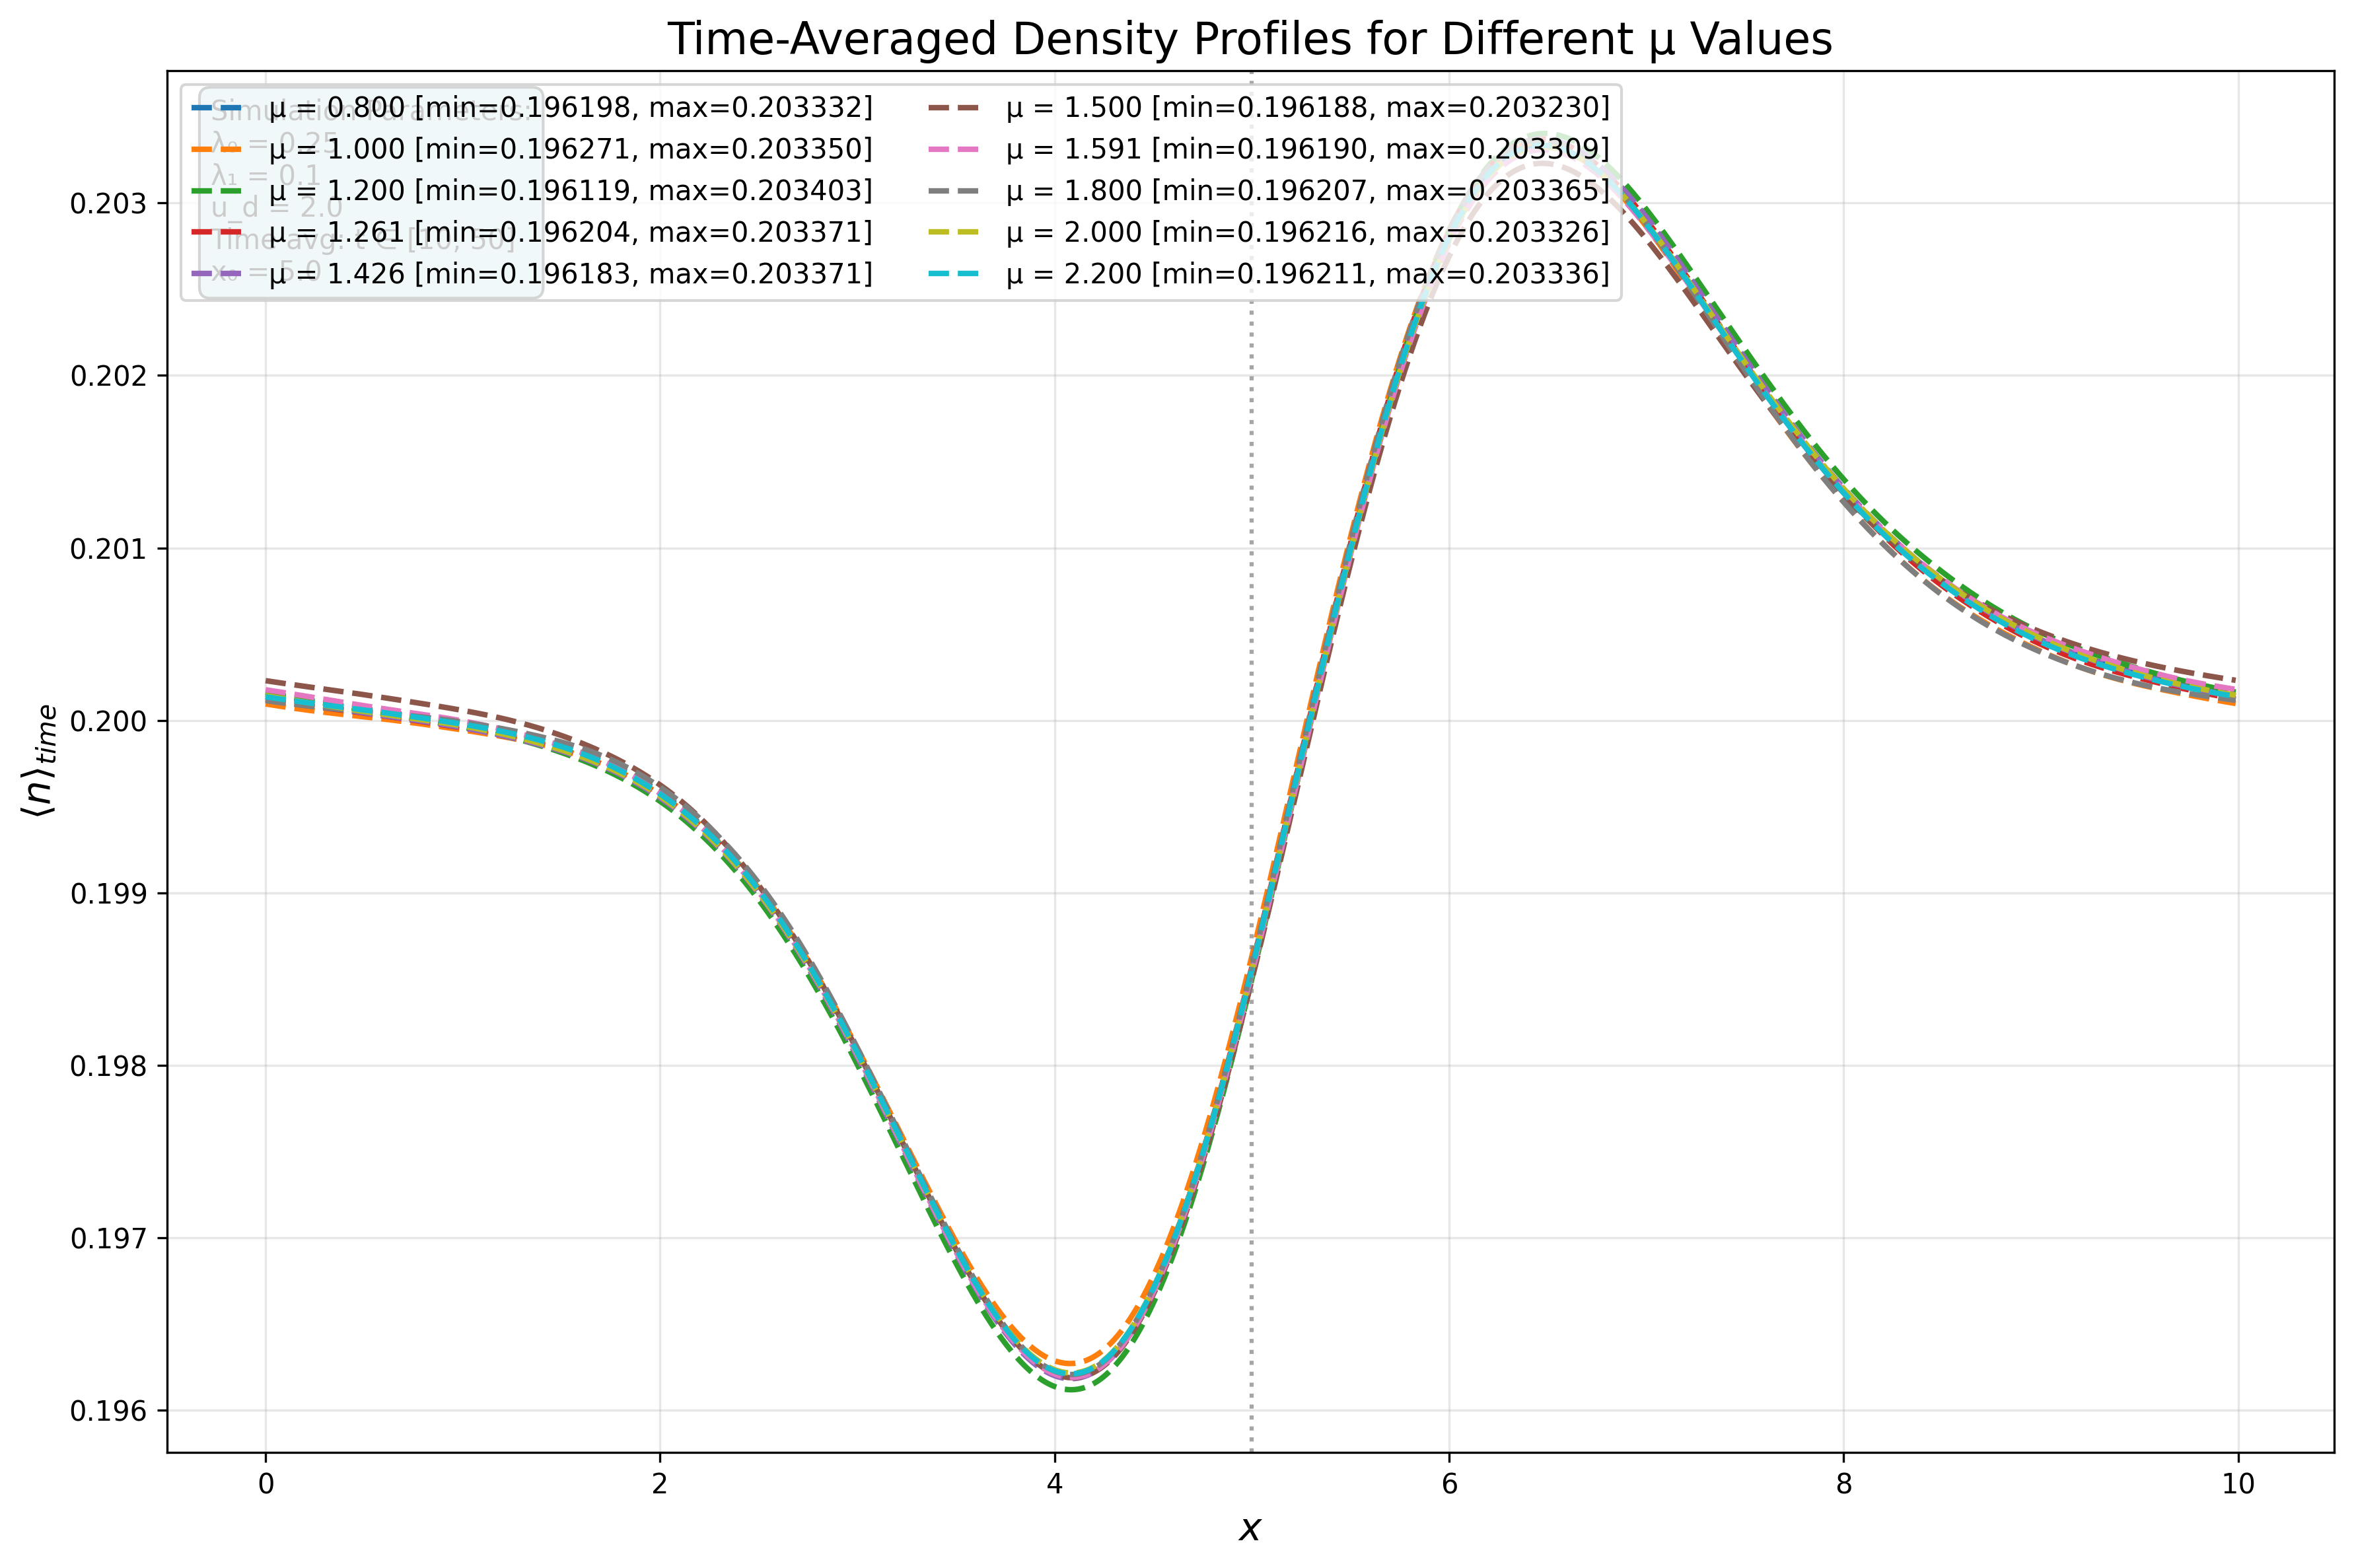 Time-Averaged Density Profiles for Different μ Values
Simulation Parameters:
λ₀ = 0.25
λ₁ = 0.1
u_d = 2.0
Time avg: t ∈ [10, 50]
x₀ = 5.0
μ = 0.800 [min=0.196198, max=0.203332]
μ = 1.000 [min=0.196271, max=0.203350]
μ = 1.200 [min=0.196119, max=0.203403]
μ = 1.261 [min=0.196204, max=0.203371]
μ = 1.426 [min=0.196183, max=0.203371]
μ = 1.500 [min=0.196188, max=0.203230]
μ = 1.591 [min=0.196190, max=0.203309]
μ = 1.800 [min=0.196207, max=0.203365]
μ = 2.000 [min=0.196216, max=0.203326]
μ = 2.200 [min=0.196211, max=0.203336]
0.203
0.202
0.201
0.200
0.199
0.198
0.197
0.196
⟨n⟩time
0 2 4 6 8 10
x